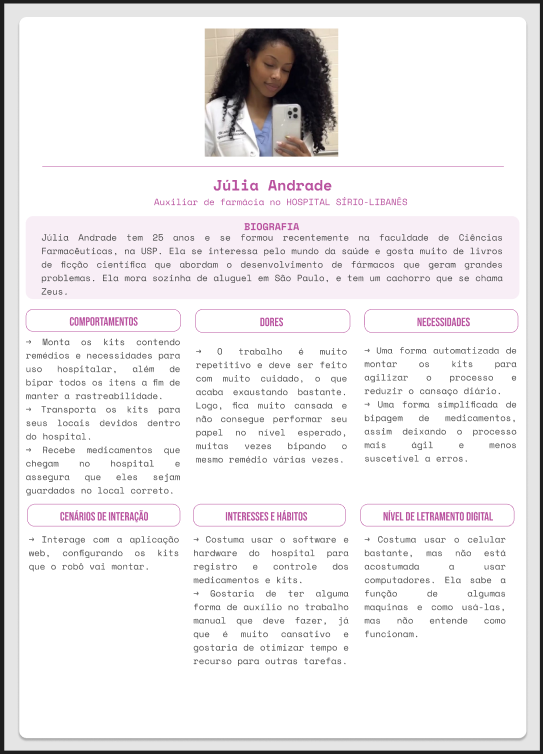 Júlia Andrade
Auxiliar de farmácia no HOSPITAL SÍRIO-LIBANÊS
BIOGRAFIA
Júlia Andrade tem 25 anos e se formou recentemente na faculdade de Ciências
Farmacêuticas, na USP. Ela se interessa pelo mundo da saúde e gosta muito de livros
de ficção científica que abordam o desenvolvimento de fármacos que geram grandes
problemas. Ela mora sozinha de aluguel em São Paulo, e tem um cachorro que se chama
Zeus.
COMPORTAMENTOS
→ Monta os kits contendo
remédios e necessidades para
uso hospitalar, além de
bipar todos os itens a fim de
manter a rastreabilidade.
→ Transporta os kits para
seus locais devidos dentro
do hospital.
→ Recebe medicamentos que
chegam no hospital e
assegura que eles sejam
guardados no local correto.
DORES
→ O trabalho é muito
repetitivo e deve ser feito
com muito cuidado, o que
acaba exaustando bastante.
Logo, fica muito cansada e
não consegue performar seu
papel no nível esperado,
muitas vezes bipando o
mesmo remédio várias vezes.
NECESSIDADES
→ Uma forma automatizada de
montar os kits para
agilizar o processo e
reduzir o cansaço diário.
→ Uma forma simplificada de
bipagem de medicamentos,
assim deixando o processo
mais ágil e menos
suscetível a erros.
CENÁRIOS DE INTERAÇÃO
→ Interage com a aplicação
web, configurando os kits
que o robô vai montar.
INTERESSES E HÁBITOS
→ Costuma usar o software e
hardware do hospital para
registro e controle dos
medicamentos e kits.
→ Gostaria de ter alguma
forma de auxílio no trabalho
manual que deve fazer, já
que é muito cansativo e
gostaria de otimizar tempo e
recurso para outras tarefas.
NÍVEL DE LETRAMENTO DIGITAL
→ Costuma usar o celular
bastante, mas não está
acostumada a usar
computadores. Ela sabe a
função de algumas
maquinas e como usá-las,
mas não entende como
funcionam.